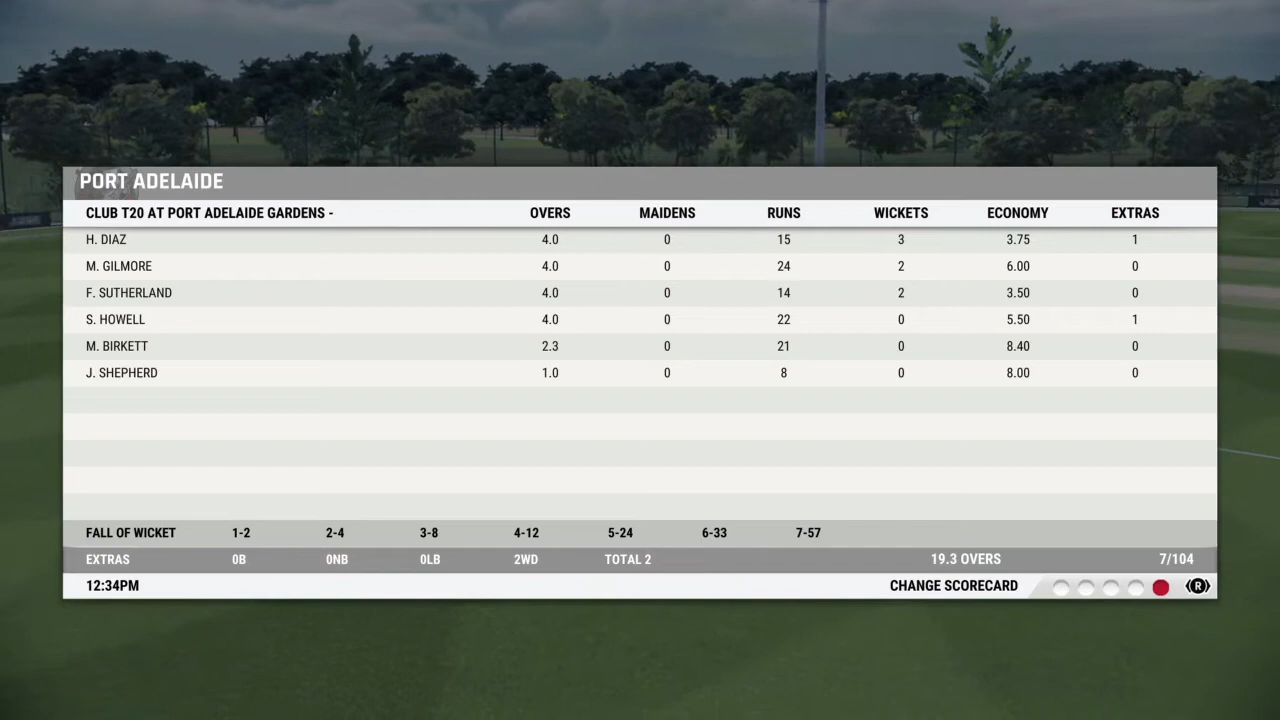 PORT ADELAIDE
CLUB T20 AT PORT ADELAIDE GARDENS - OVERS MAIDENS RUNS WICKETS ECONOMY EXTRAS
H. DIAZ 4.0 0 15 3 3.75 1
M. GILMORE 4.0 0 24 2 6.00 0
F. SUTHERLAND 4.0 0 14 2 3.50 0
S. HOWELL 4.0 0 22 0 5.50 1
M. BIRKETT 2.3 0 21 0 8.40 0
J. SHEPHERD 1.0 0 8 0 8.00 0
FALL OF WICKET 1-2 2-4 3-8 4-12 5-24 6-33 7-57
EXTRAS 0B 0NB 0LB 2WD TOTAL 2 19.3 OVERS 7/104
12:34PM CHANGE SCORECARD R